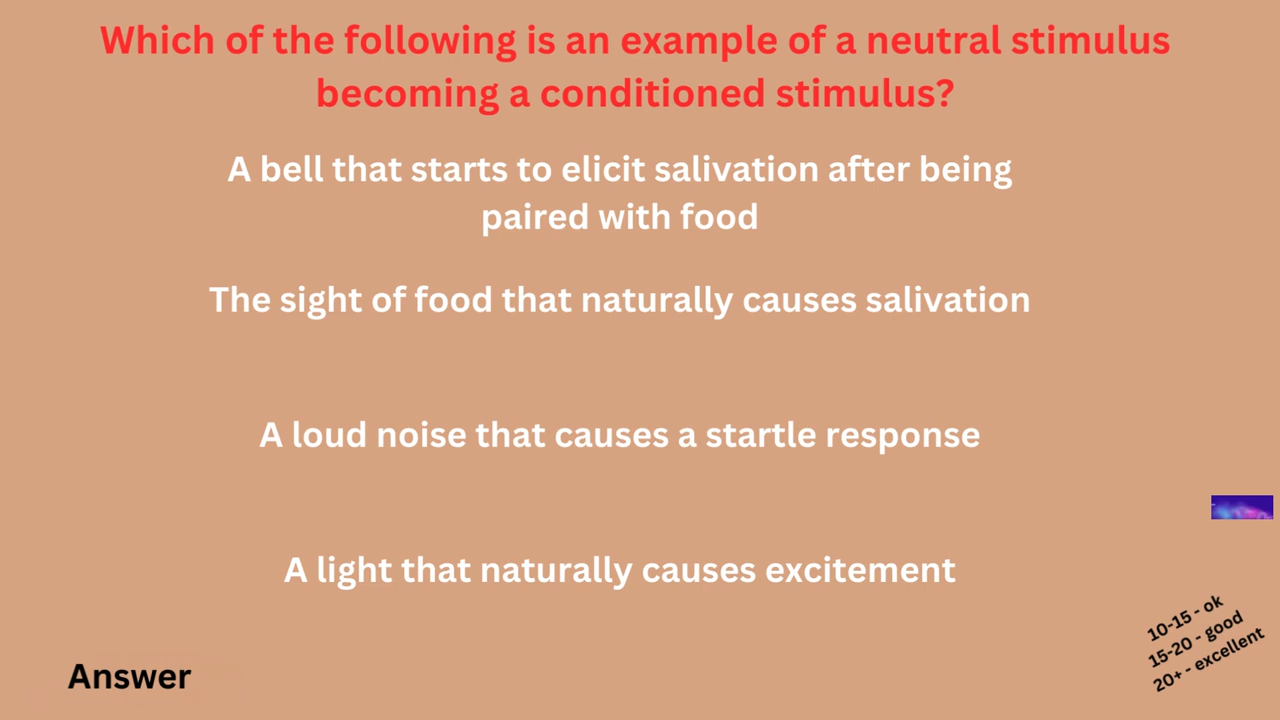 Which of the following is an example of a neutral stimulus
becoming a conditioned stimulus?
A bell that starts to elicit salivation after being
paired with food
The sight of food that naturally causes salivation
A loud noise that causes a startle response
A light that naturally causes excitement
10-15 - ok
15-20 - good
20+ - excellent
Answer